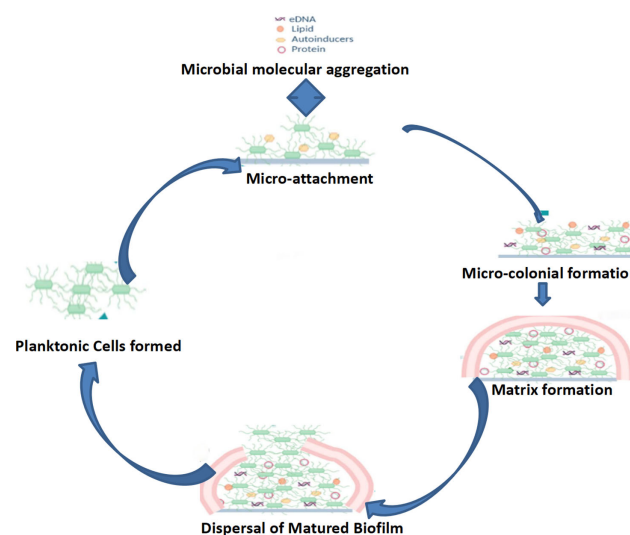 eDNA
Lipid
Autoinducers
Protein
Microbial molecular aggregation
Micro-attachment
Micro-colonial formatio
Planktonic Cells formed
Matrix formation
Dispersal of Matured Biofilm